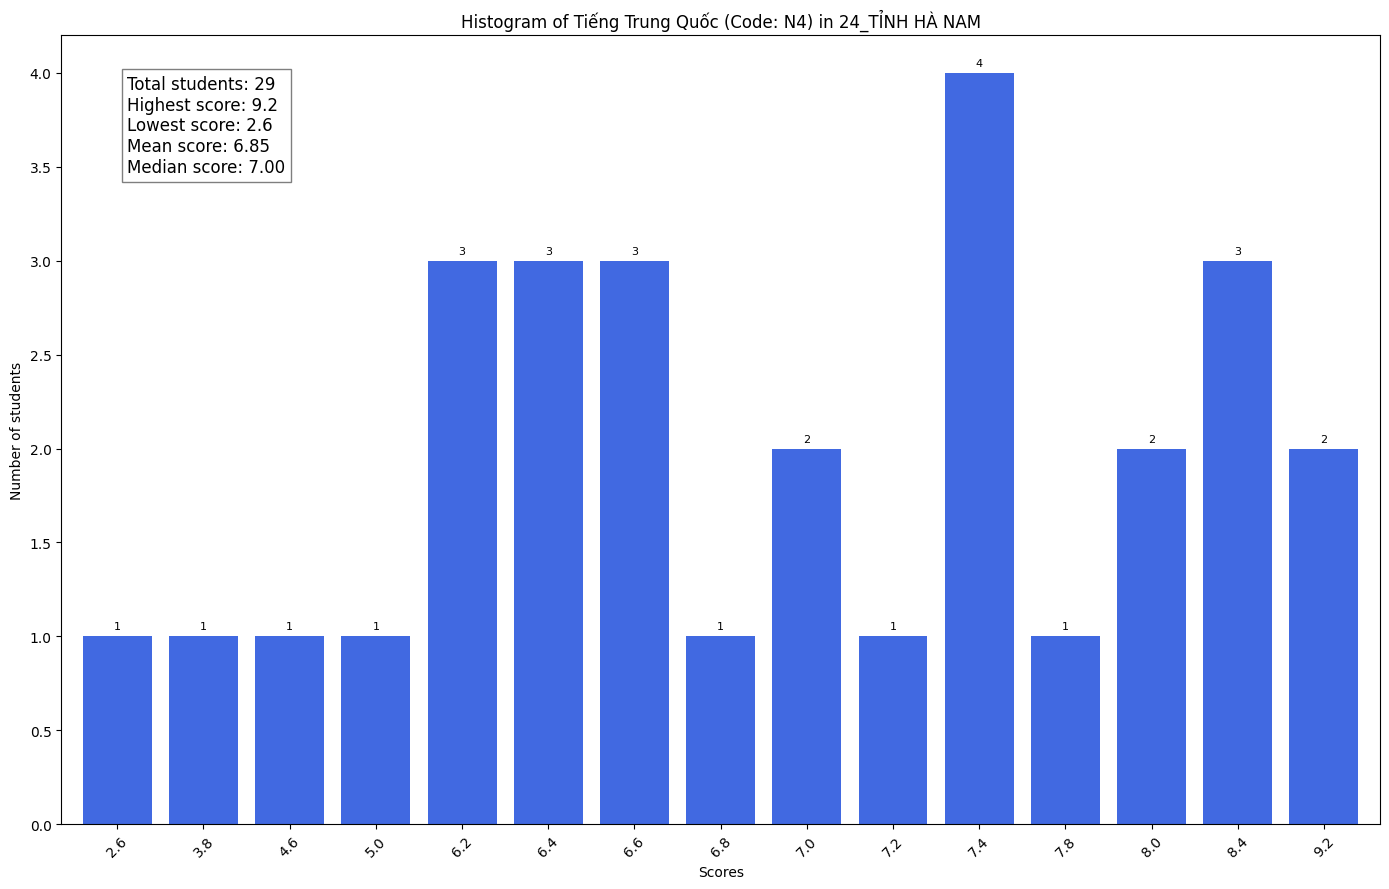 Histogram of Tiếng Trung Quốc (Code: N4) in 24_TỈNH HÀ NAM
Total students: 29
Highest score: 9.2
Lowest score: 2.6
Mean score: 6.85
Median score: 7.00
Number of students
4.0
3.5
3.0
2.5
2.0
1.5
1.0
0.5
0.0
1 1 1 1 3 3 3 1 2 1 4 1 2 3 2
2.6 3.8 4.6 5.0 6.2 6.4 6.6 6.8 7.0 7.2 7.4 7.8 8.0 8.4 9.2
Scores